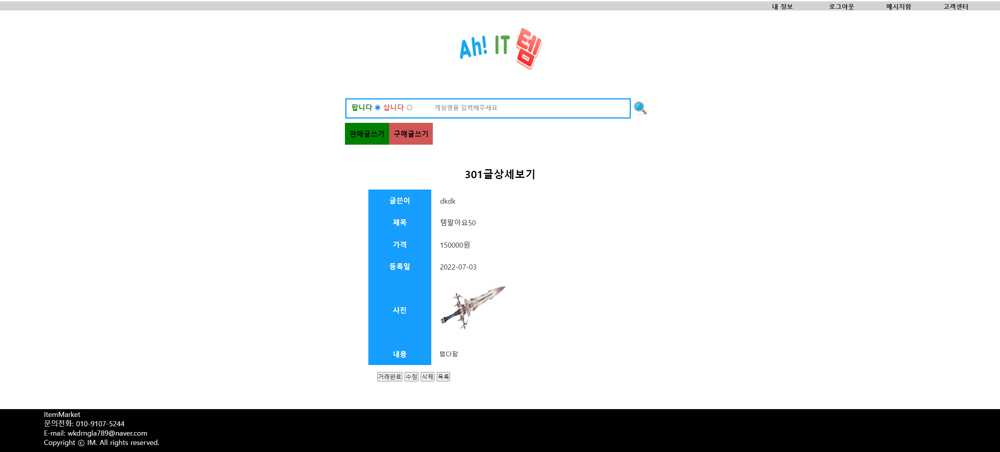 내 정보 로그아웃 메시지함 고객센터
Ah! IT 템
팝니다 삽니다 게임명을 입력해주세요.
판매글쓰기 구매글쓰기
301글상세보기
글쓴이 dkdk
제목 템팔아요50
가격 150000원
등록일 2022-07-03
사진
내용 템다팜
거래완료 수정 삭제 목록
ItemMarket
문의전화: 010-9107-5244
E-mail: wkdrngla789@naver.com
Copyright ⓒ IM. All rights reserved.